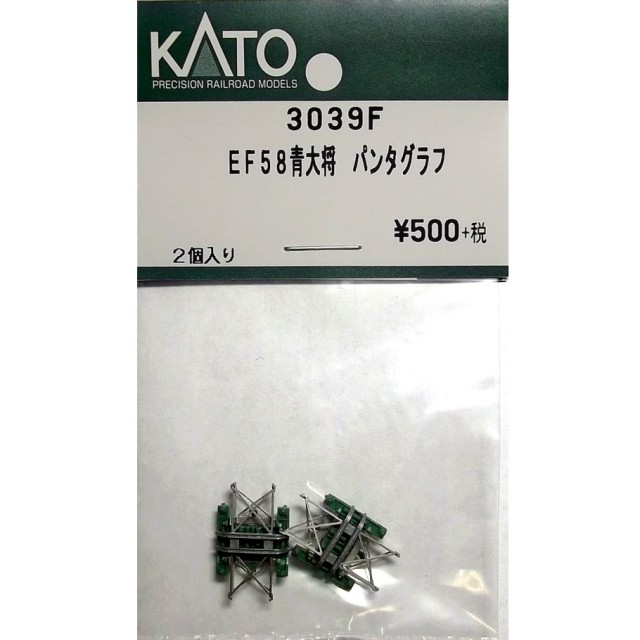 KATO
PRECISION RAILROAD MODELS
3039F
EF58青大将 パンタグラフ
¥500+税
2個入り